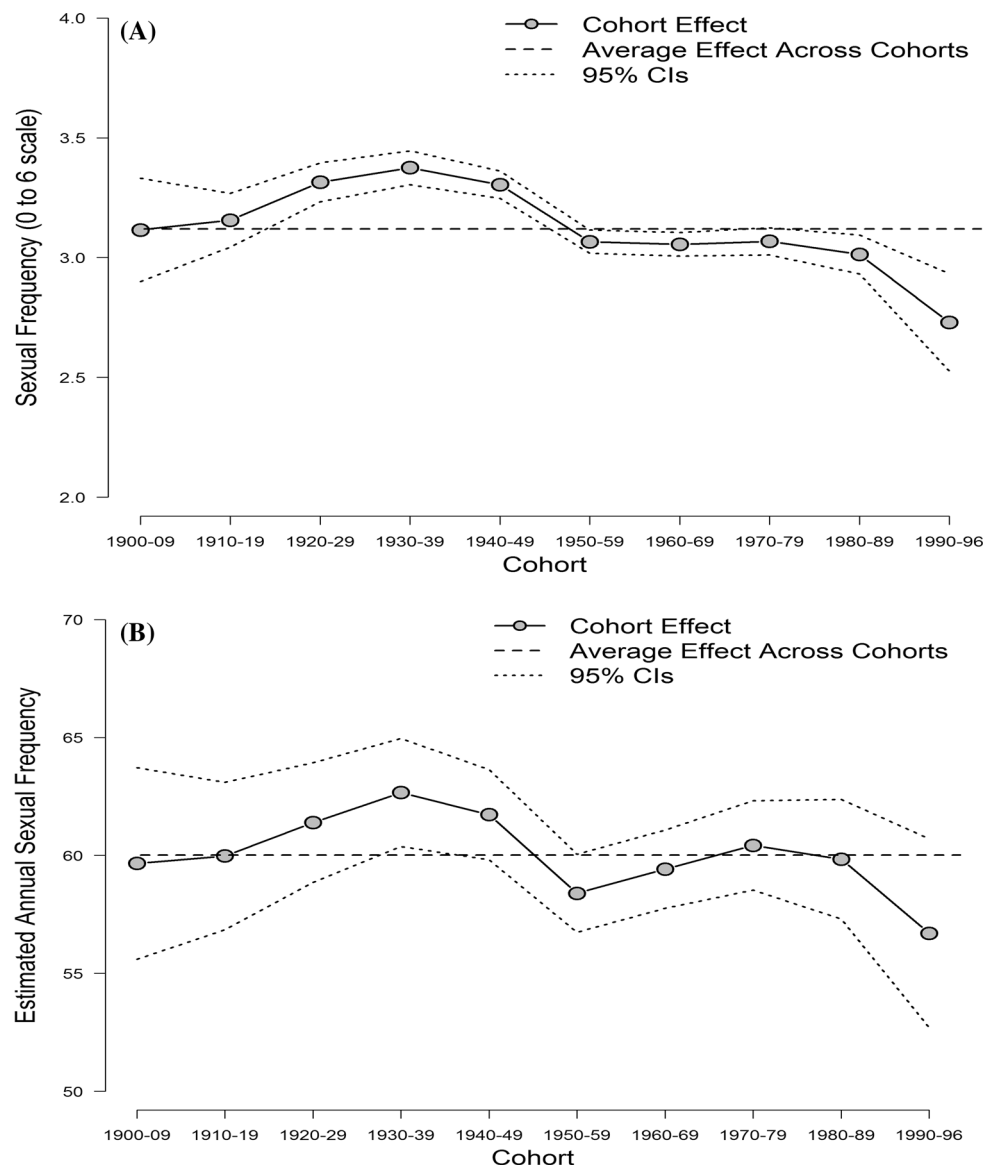 (A)
Cohort Effect
Average Effect Across Cohorts
95% CIs
Sexual Frequency (0 to 6 scale)
4.0
3.5
3.0
2.5
2.0
1900-09 1910-19 1920-29 1930-39 1940-49 1950-59 1960-69 1970-79 1980-89 1990-96
Cohort
(B)
Cohort Effect
Average Effect Across Cohorts
95% CIs
Estimated Annual Sexual Frequency
70
65
60
55
50
1900-09 1910-19 1920-29 1930-39 1940-49 1950-59 1960-69 1970-79 1980-89 1990-96
Cohort